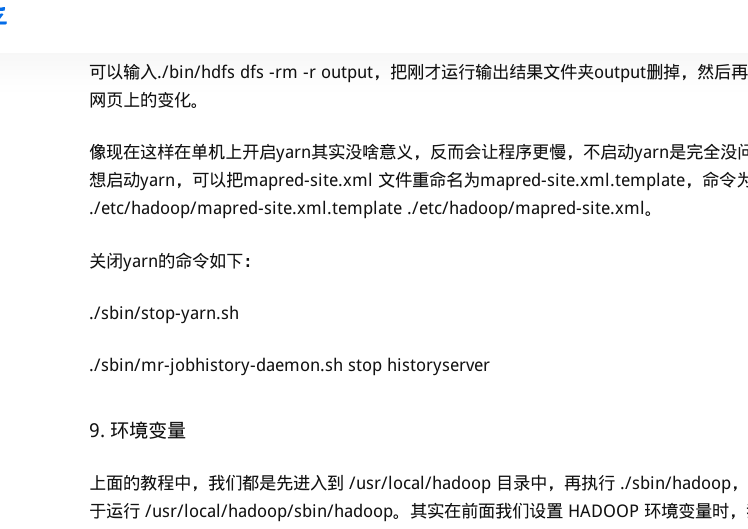 可以输入./bin/hdfs dfs -rm -r output，把刚才运行输出结果文件夹output删掉，然后再
网页上的变化。
像现在这样在单机上开启yarn其实没啥意义，反而会让程序更慢，不启动yarn是完全没问
想启动yarn，可以把mapred-site.xml 文件重命名为mapred-site.xml.template，命令为
./etc/hadoop/mapred-site.xml.template ./etc/hadoop/mapred-site.xml。
关闭yarn的命令如下：
./sbin/stop-yarn.sh
./sbin/mr-jobhistory-daemon.sh stop historyserver
9. 环境变量
上面的教程中，我们都是先进入到 /usr/local/hadoop 目录中，再执行 ./sbin/hadoop，
于运行 /usr/local/hadoop/sbin/hadoop。其实在前面我们设置 HADOOP 环境变量时，